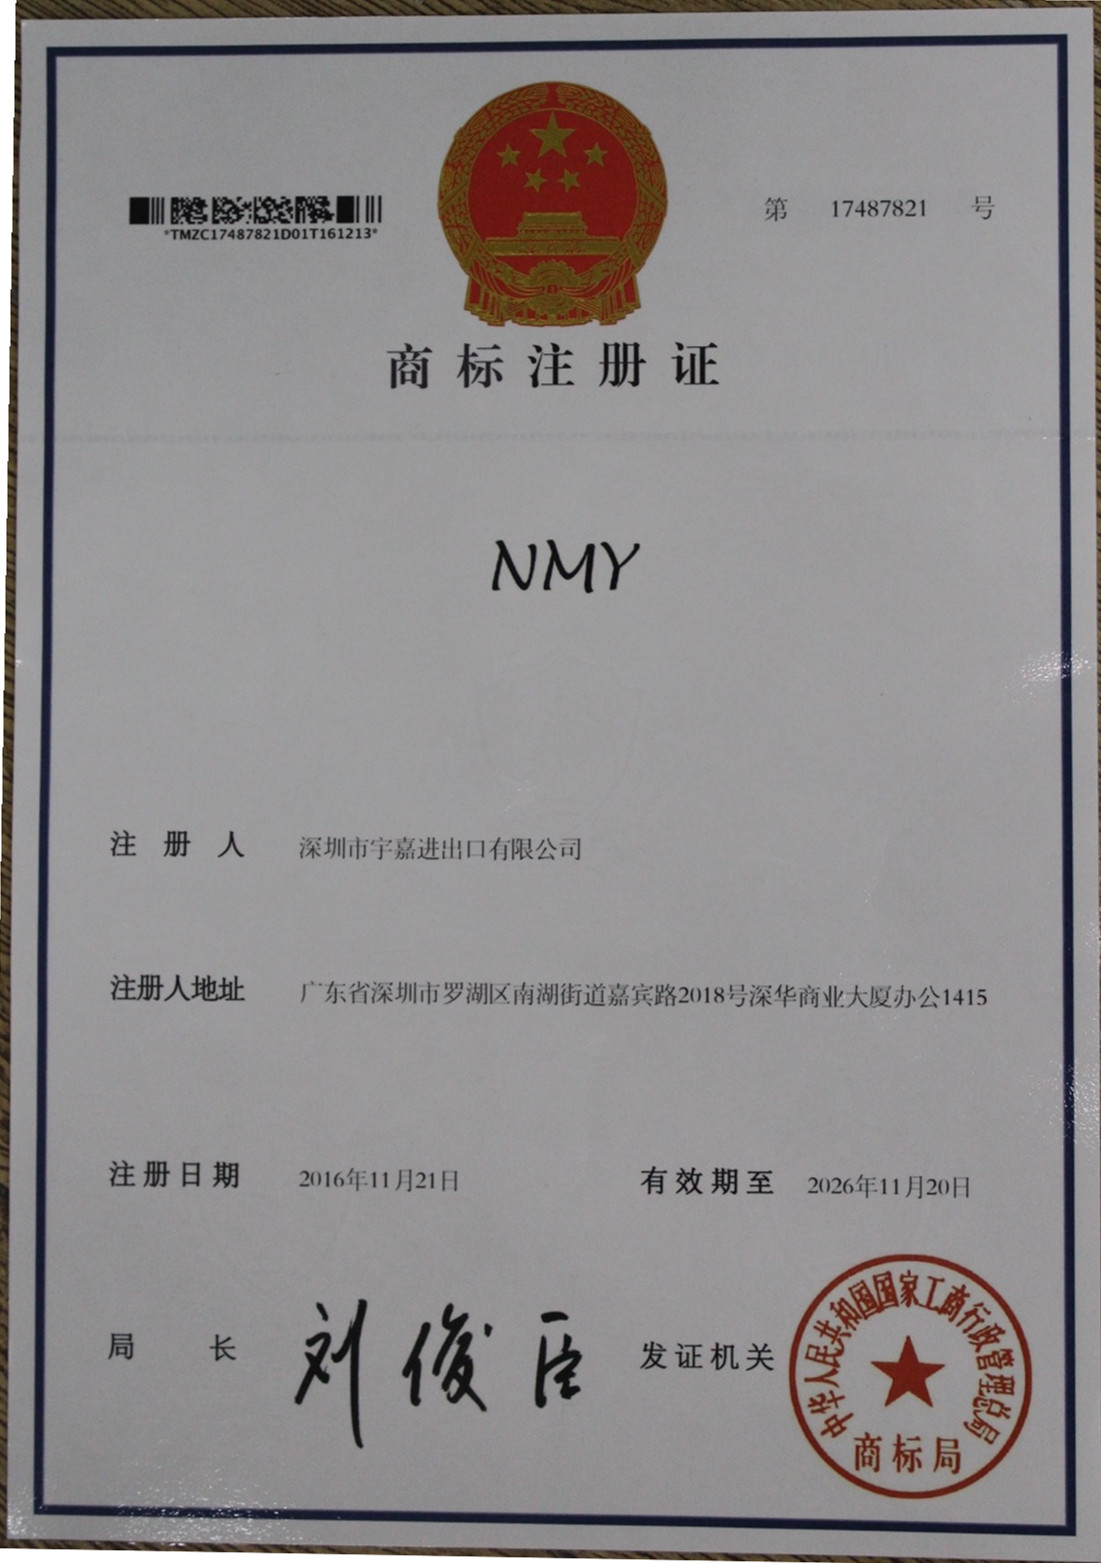 *TMZC17487821D01T161213*
第 17487821 号
商标注册证
NMY
注册人 深圳市宇嘉进出口有限公司
注册人地址 广东省深圳市罗湖区南湖街道嘉宾路2018号深华商业大厦办公1415
注册日期 2016年11月21日 有效期至 2026年11月20日
局长 刘俊臣 发证机关
中华人民共和国国家工商行政管理总局
商标局